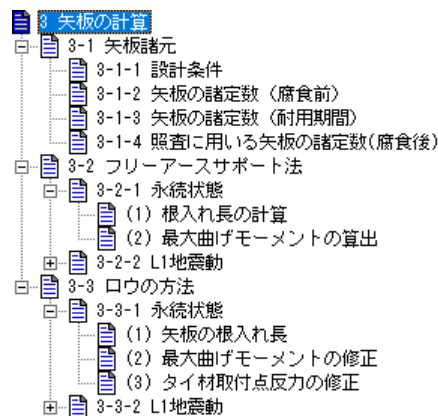 3 矢板の計算
3-1 矢板諸元
3-1-1 設計条件
3-1-2 矢板の諸定数（腐食前）
3-1-3 矢板の諸定数（耐用期間）
3-1-4 照査に用いる矢板の諸定数(腐食後)
3-2 フリーアースサポート法
3-2-1 永続状態
(1) 根入れ長の計算
(2) 最大曲げモーメントの算出
3-2-2 L1地震動
3-3 ロウの方法
3-3-1 永続状態
(1) 矢板の根入れ長
(2) 最大曲げモーメントの修正
(3) タイ材取付点反力の修正
3-3-2 L1地震動